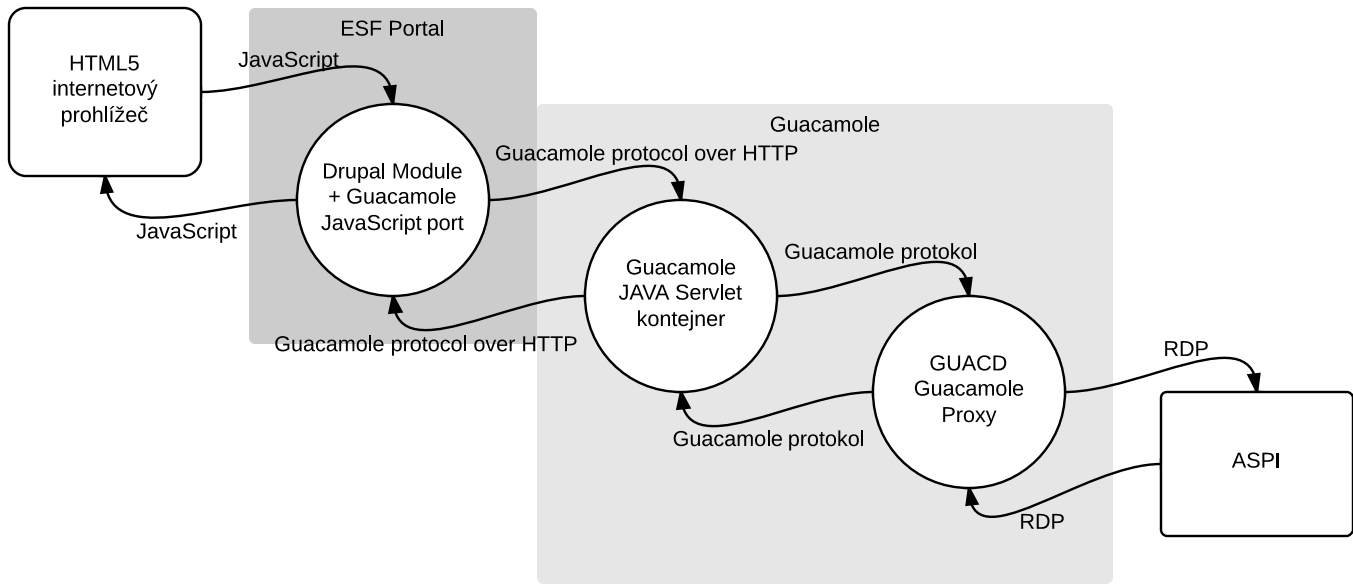 ESF Portal
HTML5
internetový
prohlížeč
JavaScript
JavaScript
Drupal Module
+ Guacamole
JavaScript port
Guacamole
Guacamole protocol over HTTP
Guacamole protocol over HTTP
Guacamole
JAVA Servlet
kontejner
Guacamole protokol
Guacamole protokol
GUACD
Guacamole
Proxy
RDP
RDP
ASPI